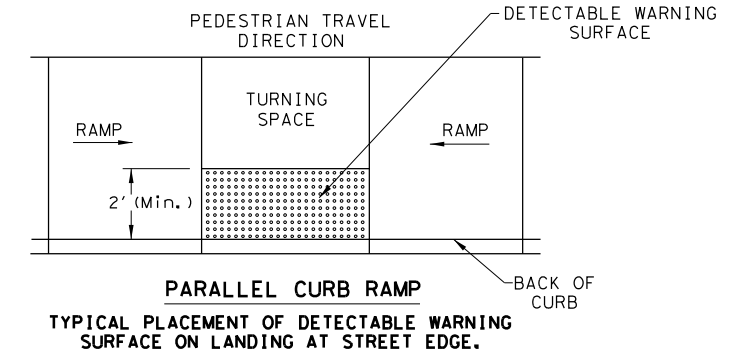 PEDESTRIAN TRAVEL
DIRECTION
DETECTABLE WARNING
SURFACE
TURNING
SPACE
RAMP
RAMP
2' (Min.)
BACK OF
CURB
PARALLEL CURB RAMP
TYPICAL PLACEMENT OF DETECTABLE WARNING
SURFACE ON LANDING AT STREET EDGE.